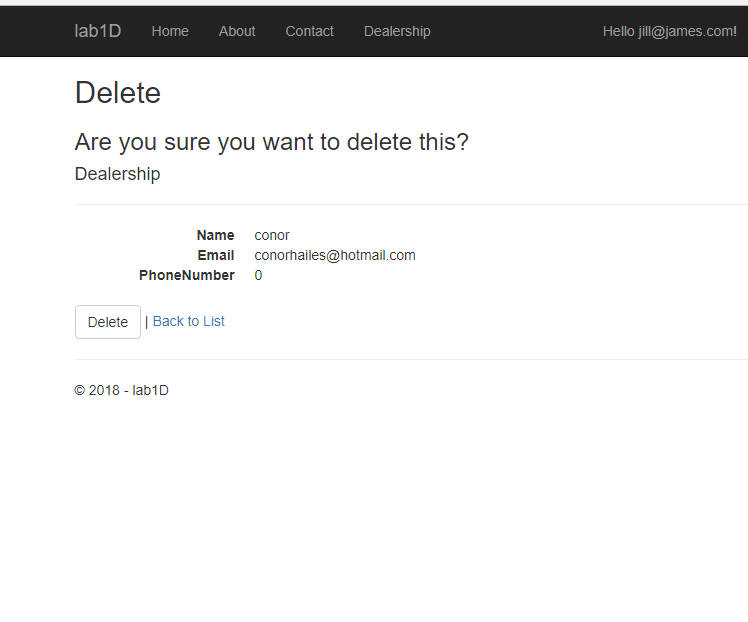 lab1D Home About Contact Dealership Hello jill@james.com!
Delete
Are you sure you want to delete this?
Dealership
Name conor
Email conorhailes@hotmail.com
PhoneNumber 0
Delete | Back to List
© 2018 - lab1D